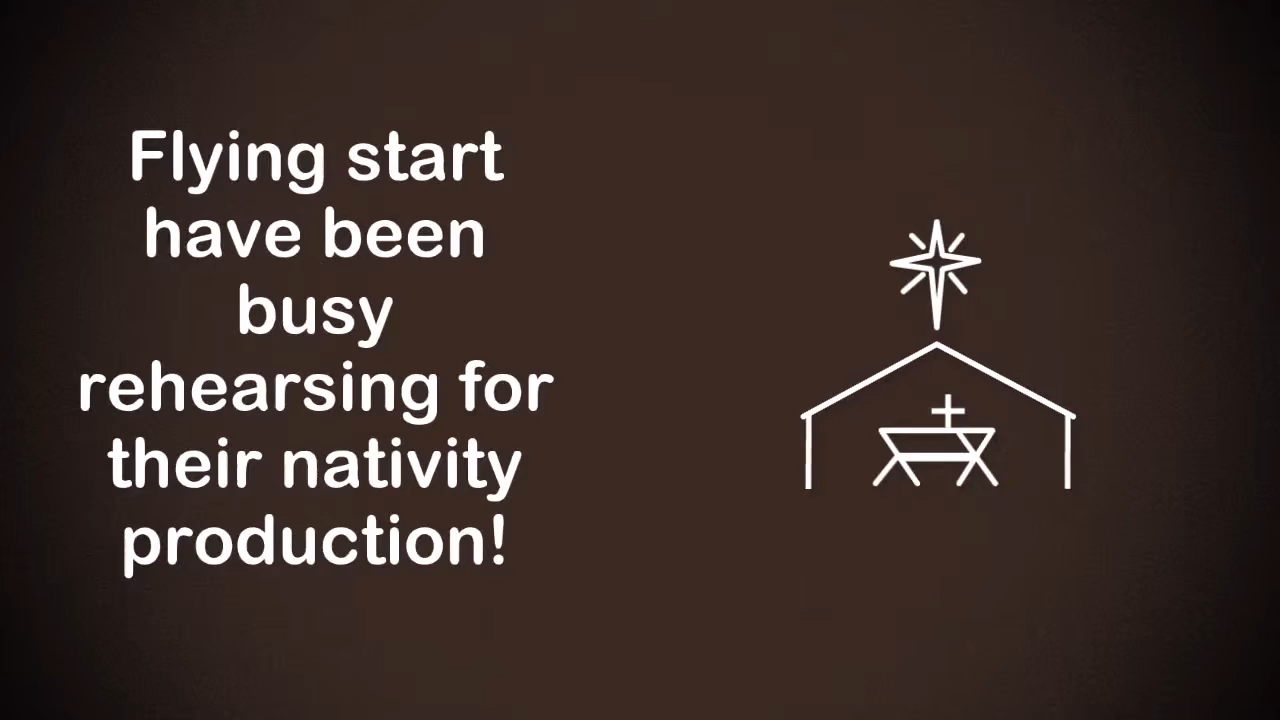 Flying start
have been
busy
rehearsing for
their nativity
production!